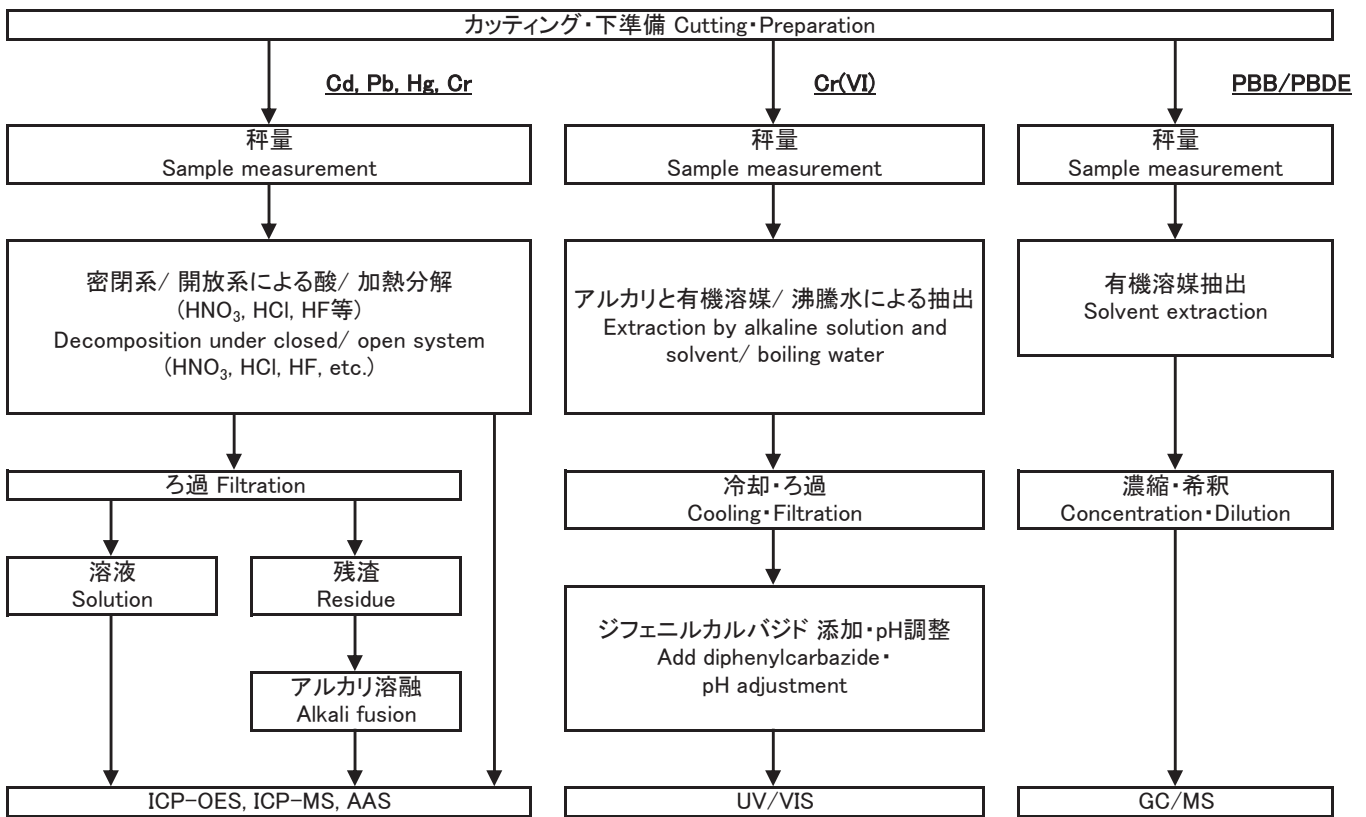 カッティング・下準備 Cutting・Preparation
Cd, Pb, Hg, Cr
秤量
Sample measurement
密閉系/ 開放系による酸/ 加熱分解
(HNO₃, HCl, HF等)
Decomposition under closed/ open system
(HNO₃, HCl, HF, etc.)
ろ過 Filtration
溶液
Solution
残渣
Residue
アルカリ溶融
Alkali fusion
ICP-OES, ICP-MS, AAS
Cr(VI)
秤量
Sample measurement
アルカリと有機溶媒/ 沸騰水による抽出
Extraction by alkaline solution and
solvent/ boiling water
冷却・ろ過
Cooling・Filtration
ジフェニルカルバジド 添加・pH調整
Add diphenylcarbazide・
pH adjustment
UV/VIS
PBB/PBDE
秤量
Sample measurement
有機溶媒抽出
Solvent extraction
濃縮・希釈
Concentration・Dilution
GC/MS